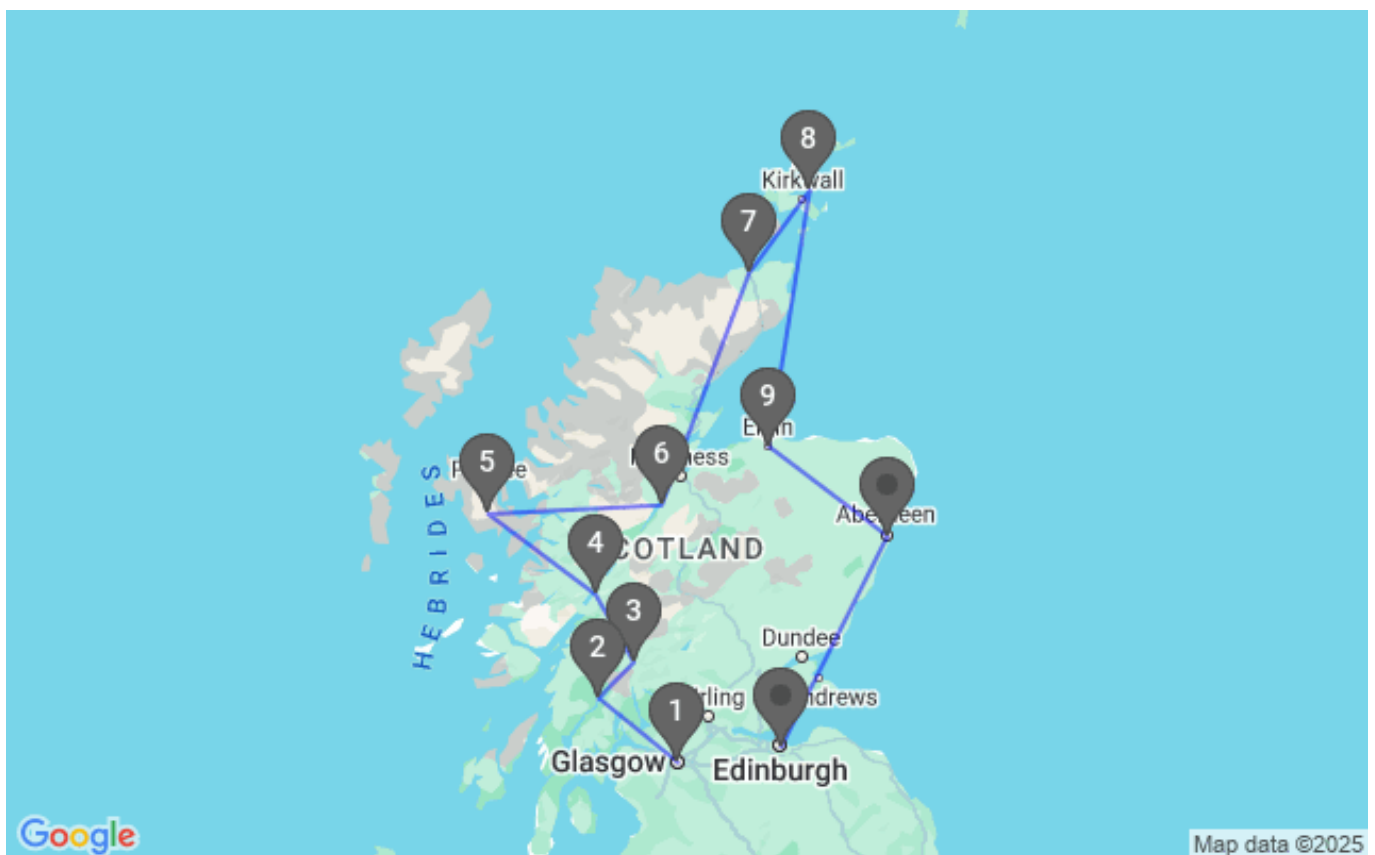 8
Kirkwall
7
9
6
5
HEBRIDES
Aberdeen
4
SCOTLAND
3
2
Dundee
1
Glasgow
Edinburgh
Google
Map data ©2025